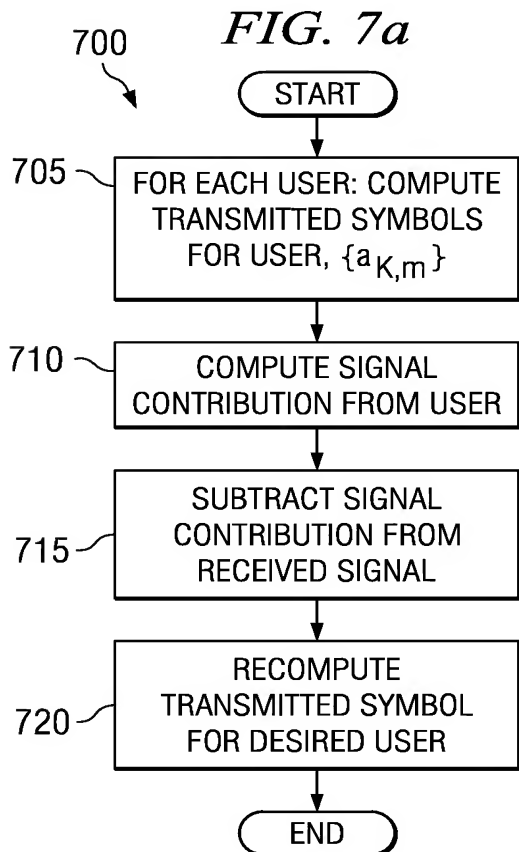 FIG. 7a
700
START
705
FOR EACH USER: COMPUTE
TRANSMITTED SYMBOLS
FOR USER, {a_K,m}
710
COMPUTE SIGNAL
CONTRIBUTION FROM USER
715
SUBTRACT SIGNAL
CONTRIBUTION FROM
RECEIVED SIGNAL
720
RECOMPUTE
TRANSMITTED SYMBOL
FOR DESIRED USER
END